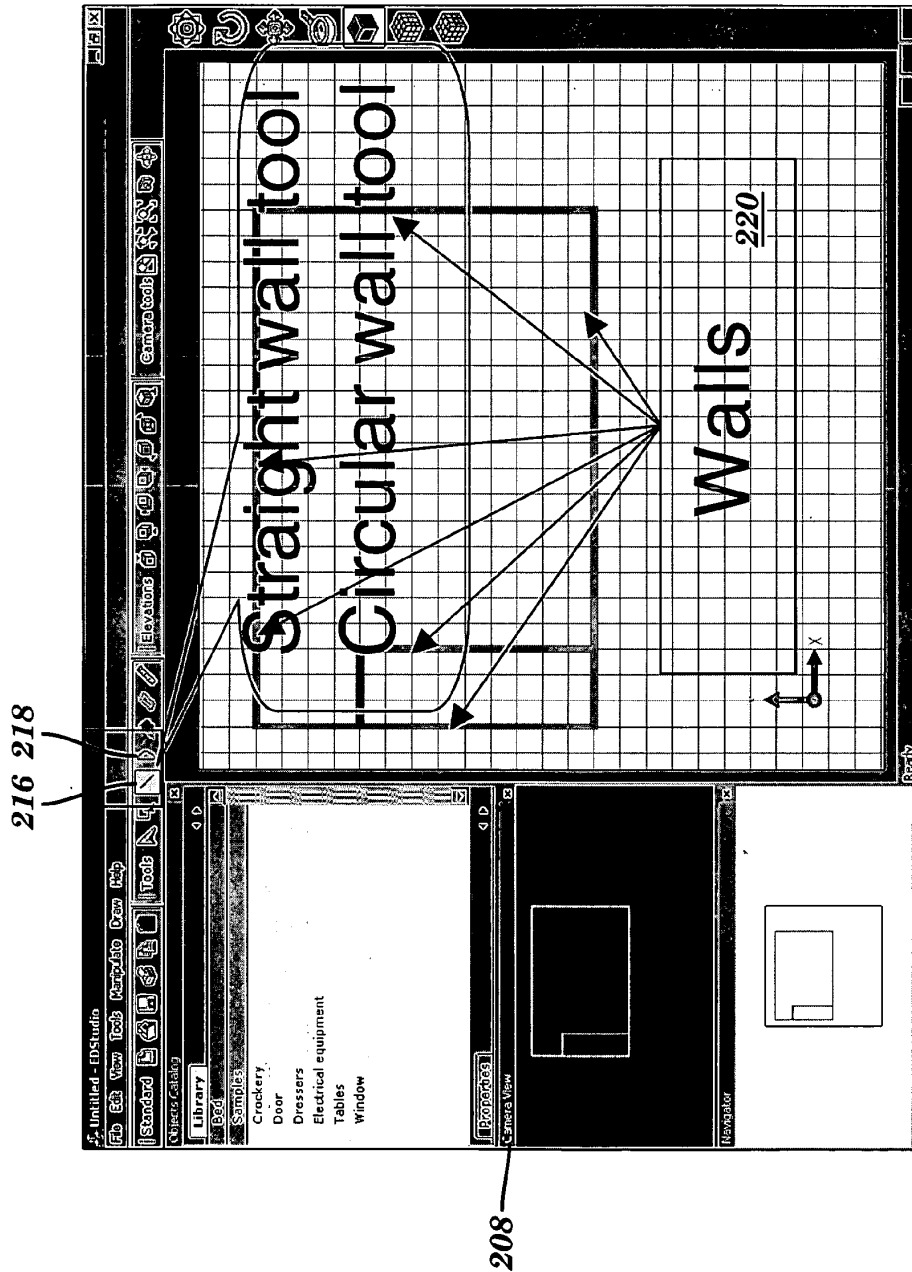 216 218
Untitled - EDStudio
File Edit View Tools Manipulate Draw Help
Standard
Tools
Elevations
Camera tools
Objects Catalog
Library
Bed
Samples
Crockery
Door
Dressers
Electrical equipment
Tables
Window
Properties
208
Camera View
Navigator
Straight wall tool
Circular wall tool
Walls
220
X
Ready